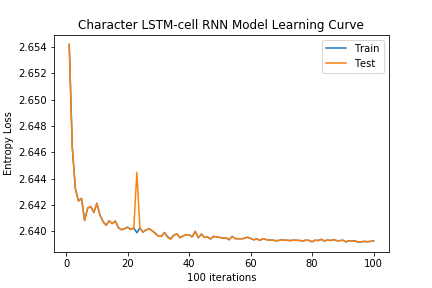 Character LSTM-cell RNN Model Learning Curve
Train
Test
2.654
2.652
2.650
2.648
2.646
2.644
2.642
2.640
Entropy Loss
0 20 40 60 80 100
100 iterations